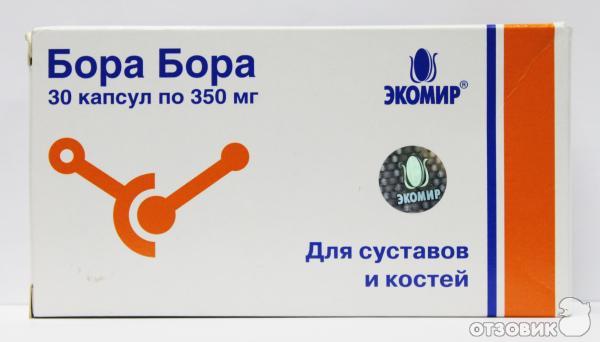 Бора Бора
30 капсул по 350 мг
ЭКОМИР®
ЭКОМИР
Для суставов
и костей
ОТЗОВИК